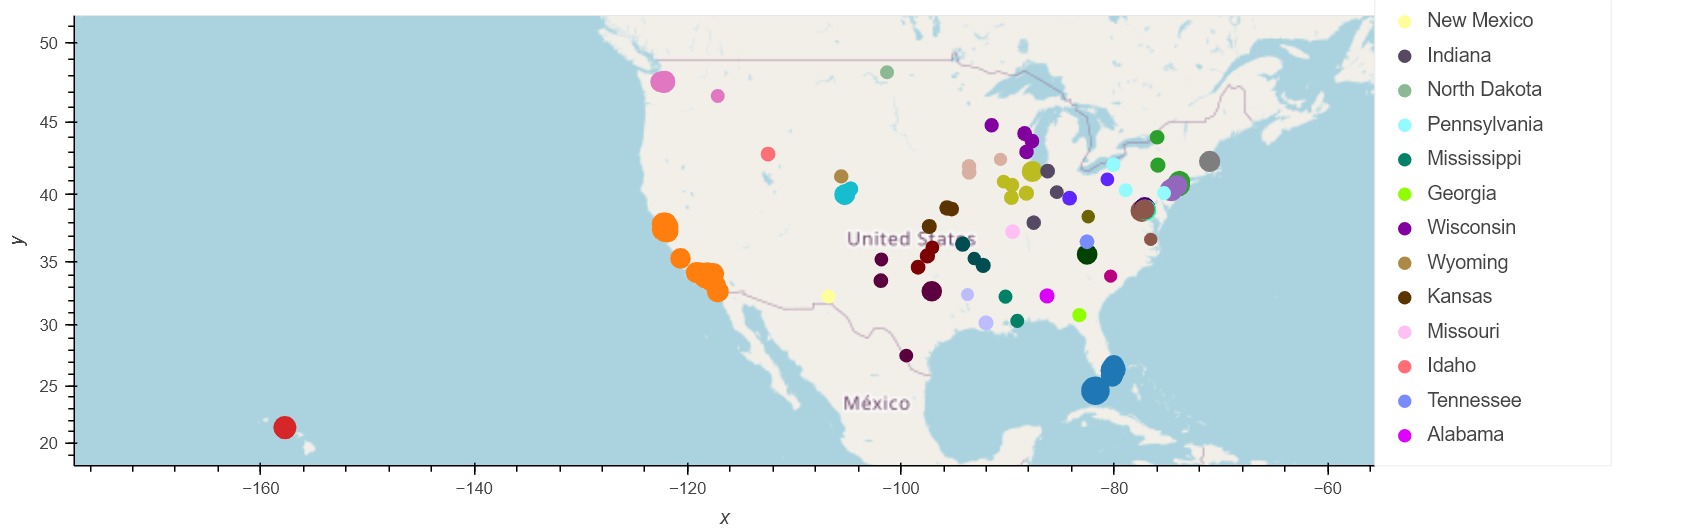 50
45
40
35
30
25
20
y
−160
−140
−120
−100
−80
−60
x
United States
México
New Mexico
Indiana
North Dakota
Pennsylvania
Mississippi
Georgia
Wisconsin
Wyoming
Kansas
Missouri
Idaho
Tennessee
Alabama